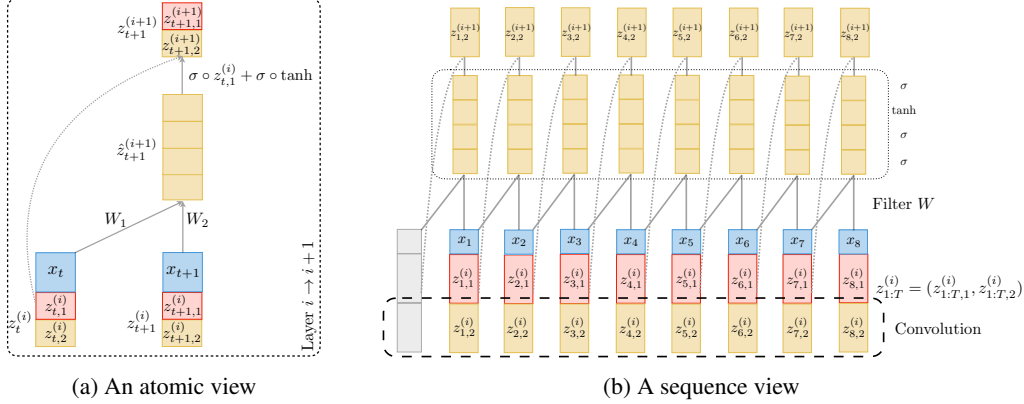 z_{t+1}^{(i+1)}
z_{t+1,1}^{(i+1)}
z_{t+1,2}^{(i+1)}
σ ∘ z_{t,1}^{(i)} + σ ∘ tanh
ẑ_{t+1}^{(i+1)}
W_1
W_2
x_t
x_{t+1}
z_t^{(i)}
z_{t,1}^{(i)}
z_{t,2}^{(i)}
z_{t+1}^{(i)}
z_{t+1,1}^{(i)}
z_{t+1,2}^{(i)}
Layer i → i + 1
(a) An atomic view
z_{1,2}^{(i+1)} z_{2,2}^{(i+1)} z_{3,2}^{(i+1)} z_{4,2}^{(i+1)} z_{5,2}^{(i+1)} z_{6,2}^{(i+1)} z_{7,2}^{(i+1)} z_{8,2}^{(i+1)}
σ
tanh
σ
σ
Filter W
x_1 x_2 x_3 x_4 x_5 x_6 x_7 x_8
z_{1,1}^{(i)} z_{2,1}^{(i)} z_{3,1}^{(i)} z_{4,1}^{(i)} z_{5,1}^{(i)} z_{6,1}^{(i)} z_{7,1}^{(i)} z_{8,1}^{(i)}
z_{1:T}^{(i)} = (z_{1:T,1}^{(i)}, z_{1:T,2}^{(i)})
z_{1,2}^{(i)} z_{2,2}^{(i)} z_{3,2}^{(i)} z_{4,2}^{(i)} z_{5,2}^{(i)} z_{6,2}^{(i)} z_{7,2}^{(i)} z_{8,2}^{(i)}
Convolution
(b) A sequence view